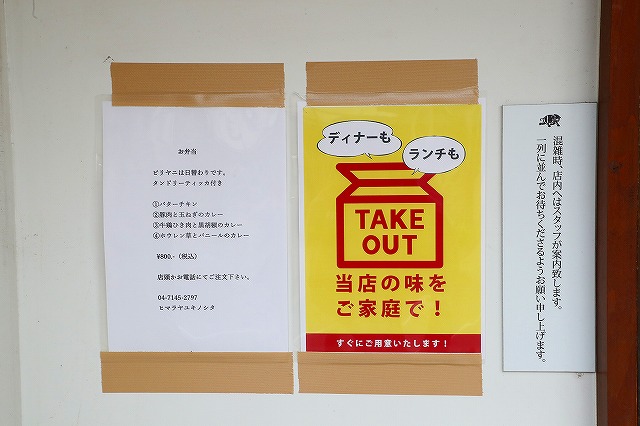 お弁当
ビリヤニは日替わりです。
タンドリーティッカ付き
①バターチキン
②豚肉と玉ねぎのカレー
③牛鶏ひき肉と黒胡椒のカレー
④ホウレン草とパニールのカレー
¥800.-（税込）
店頭かお電話にてご注文下さい。
04-7145-2797
ヒマラヤユキノシタ
ディナーも
ランチも
TAKE
OUT
当店の味を
ご家庭で！
すぐにご用意いたします！
混雑時、店内へはスタッフが案内致します。
一列に並んでお待ちくださるようお願い申し上げます。